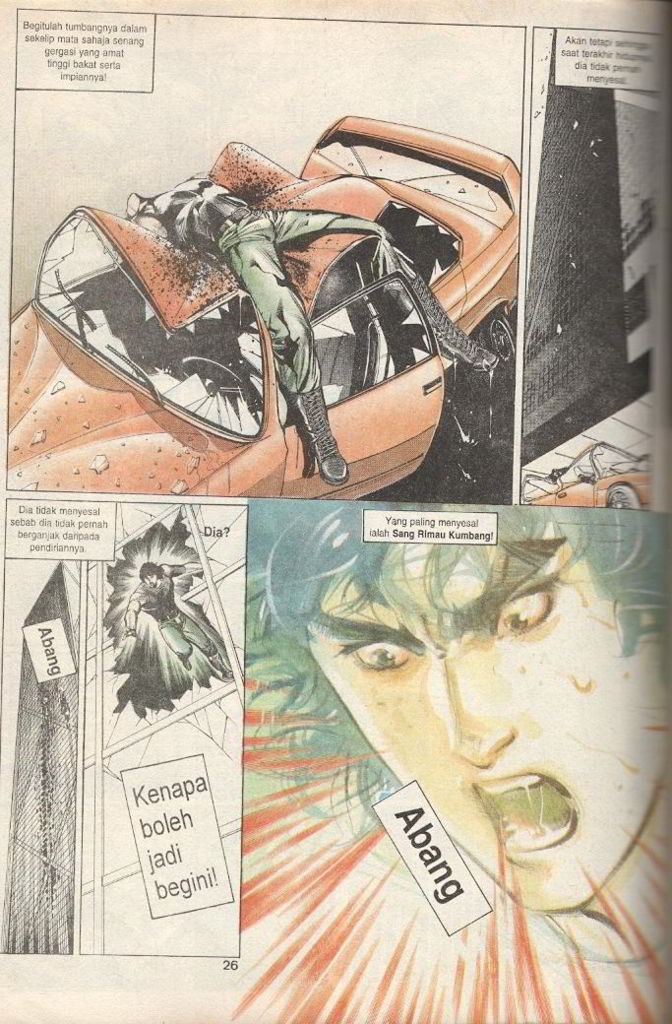 Begitulah tumbangnya dalam
sekelip mata sahaja senang
gergasi yang amat
tinggi bakat serta
impiannya!
Akan tetapi sehingga
saat terakhir
dia tidak pernah
menyesal.
Dia tidak menyesal
sebab dia tidak pernah
berganjak daripada
pendiriannya.
Abang
Dia?
Kenapa
boleh
jadi
begini!
Yang paling menyesal
ialah Sang Rimau Kumbang!
Abang
26